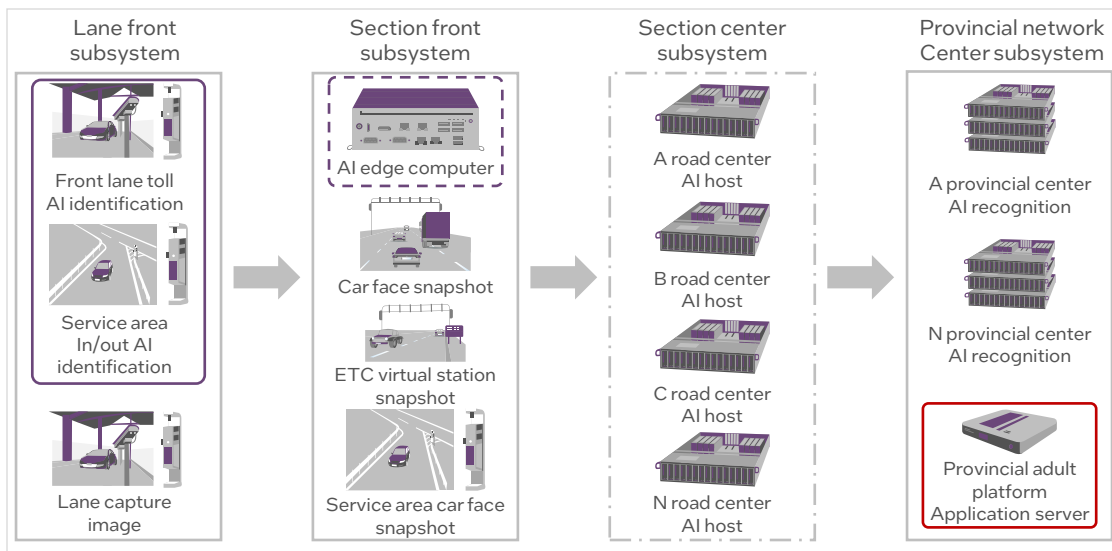 Lane front
subsystem
Front lane toll
AI identification
Service area
In/out AI
identification
Lane capture
image
Section front
subsystem
AI edge computer
Car face snapshot
ETC virtual station
snapshot
Service area car face
snapshot
Section center
subsystem
A road center
AI host
B road center
AI host
C road center
AI host
N road center
AI host
Provincial network
Center subsystem
A provincial center
AI recognition
N provincial center
AI recognition
Provincial adult
platform
Application server